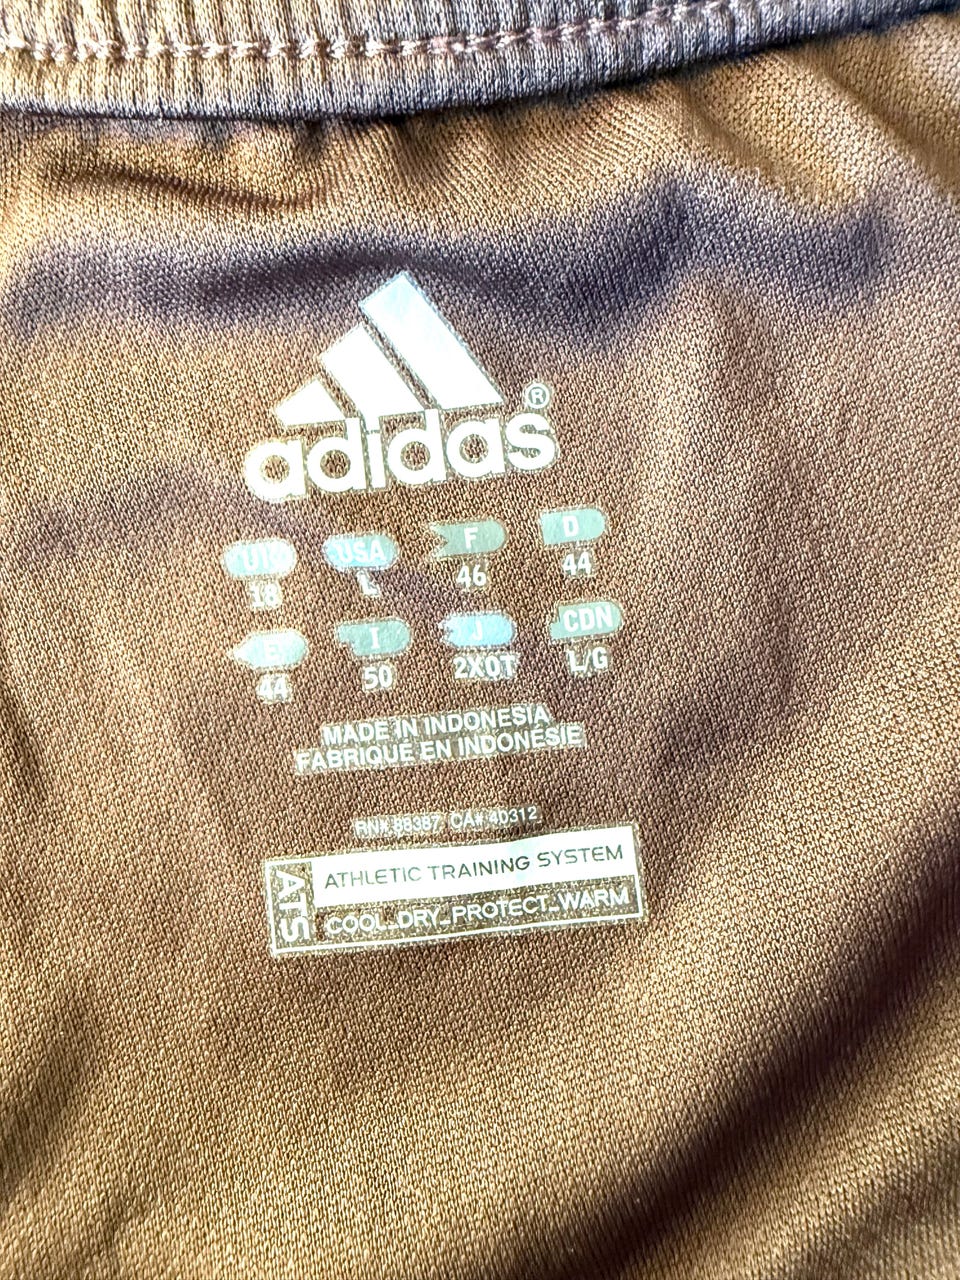 adidas®
UK USA F D
18 L 46 44
E I J CDN
44 50 2XOT L/G
MADE IN INDONESIA
FABRIQUÉ EN INDONÉSIE
RN# 88387 CA# 40312
ATS
ATHLETIC TRAINING SYSTEM
COOL_DRY_PROTECT_WARM